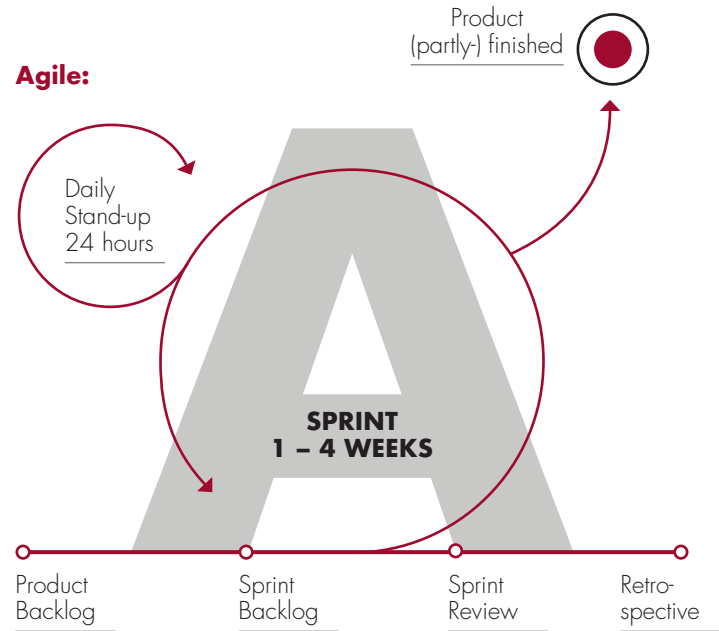 Product
(partly-) finished
Agile:
Daily
Stand-up
24 hours
SPRINT
1 – 4 WEEKS
Product
Backlog
Sprint
Backlog
Sprint
Review
Retro-
spective